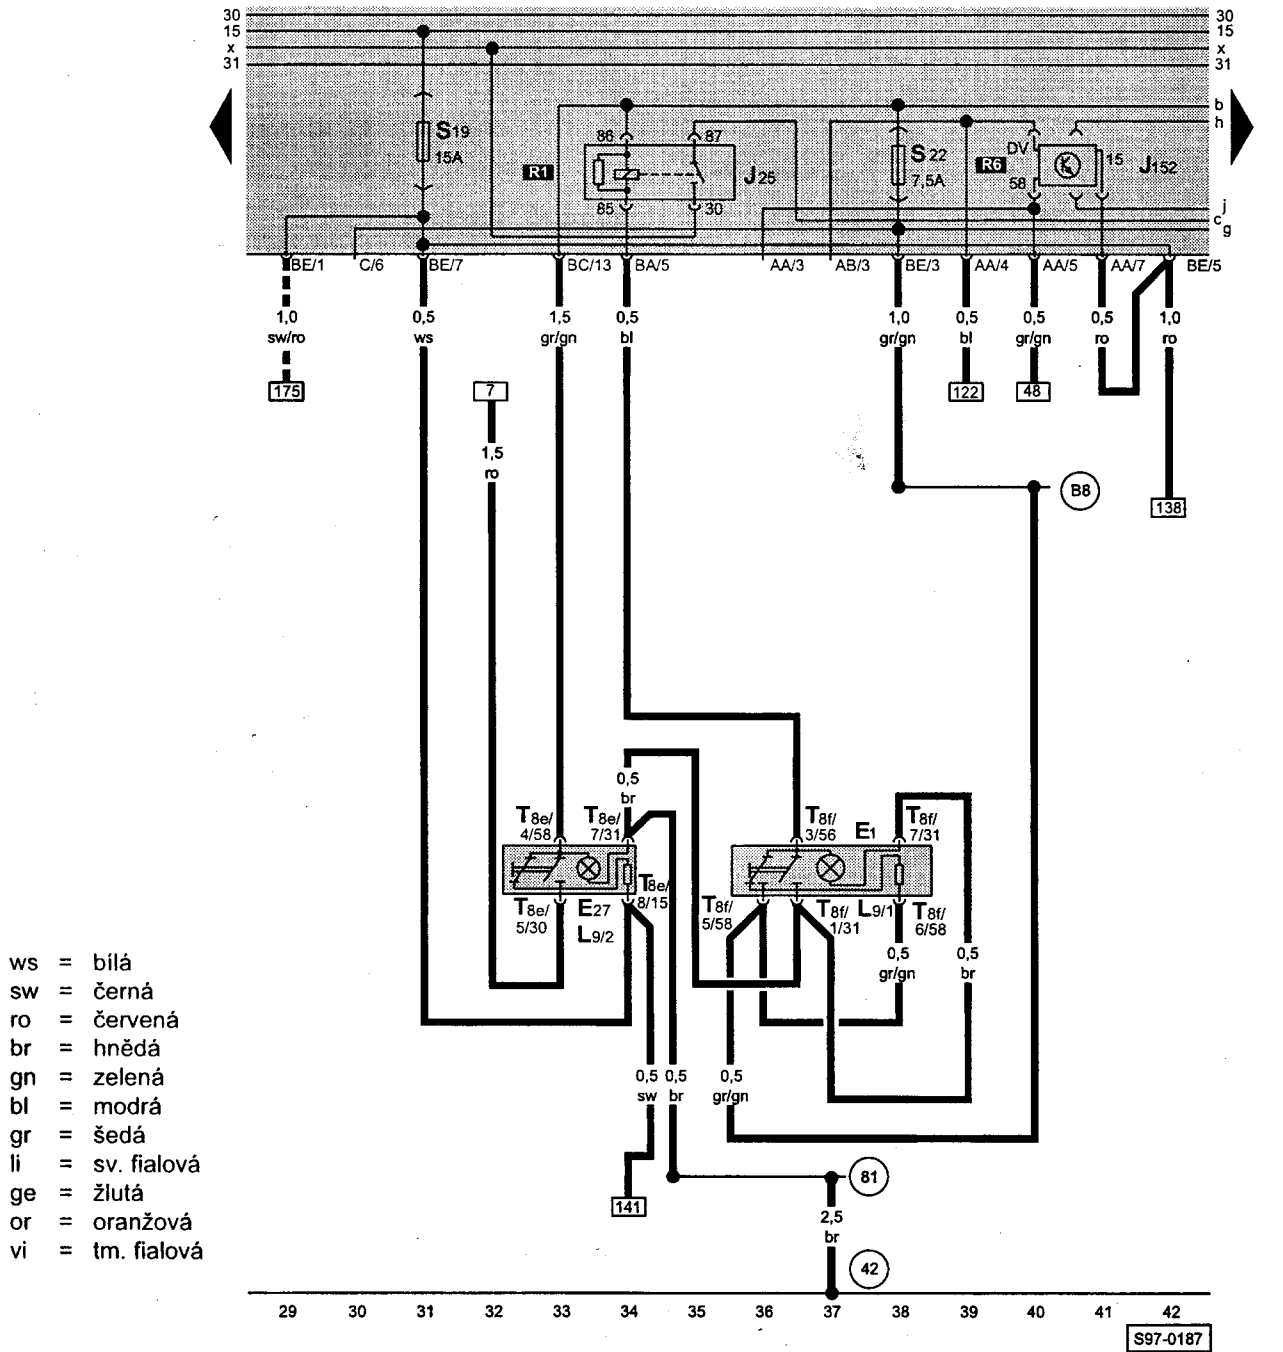 30 30
15 15
x x
31 31
b
86 87 h
S19 DV
15A S22 R6 15 J152
R1 J25 7,5A
58
85 30 j
c
g
BE/1 C/6 BE/7 BC/13 BA/5 AA/3 AB/3 BE/3 AA/4 AA/5 AA/7 BE/5
1,0 0,5 1,5 0,5 1,0 0,5 0,5 0,5 1,0
sw/ro ws gr/gn bl gr/gn bl gr/gn ro ro
175 7 122 48
1,5
ro
B8
138
0,5
br
T8e/ T8e/ T8f/ E1 T8f/
4/58 7/31 3/56 7/31
T8e/
8/15
T8e/ E27 T8f/ T8f/ L9/1 T8f/
5/30 L9/2 5/58 1/31 6/58
0,5 0,5
gr/gn br
ws = bílá
sw = černá
ro = červená
br = hnědá
gn = zelená
bl = modrá
gr = šedá
li = sv. fialová
ge = žlutá
or = oranžová
vi = tm. fialová
0,5 0,5 0,5
sw br gr/gn
81
141
2,5
br
42
29 30 31 32 33 34 35 36 37 38 39 40 41 42
S97-0187